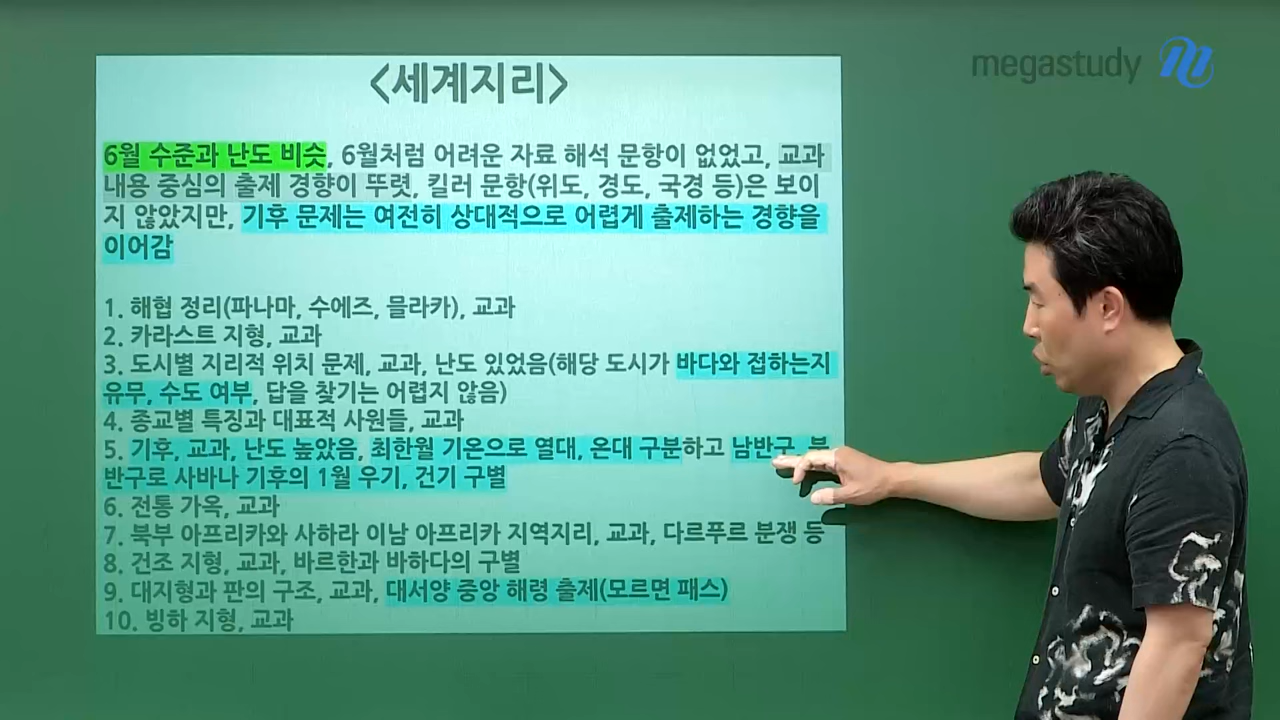 megastudy
<세계지리>
6월 수준과 난도 비슷, 6월처럼 어려운 자료 해석 문항이 없었고, 교과
내용 중심의 출제 경향이 뚜렷, 킬러 문항(위도, 경도, 국경 등)은 보이
지 않았지만, 기후 문제는 여전히 상대적으로 어렵게 출제하는 경향을
이어감
1. 해협 정리(파나마, 수에즈, 믈라카), 교과
2. 카라스트 지형, 교과
3. 도시별 지리적 위치 문제, 교과, 난도 있었음(해당 도시가 바다와 접하는지
유무, 수도 여부, 답을 찾기는 어렵지 않음)
4. 종교별 특징과 대표적 사원들, 교과
5. 기후, 교과, 난도 높았음, 최한월 기온으로 열대, 온대 구분하고 남반구, 북
반구로 사바나 기후의 1월 우기, 건기 구별
6. 전통 가옥, 교과
7. 북부 아프리카와 사하라 이남 아프리카 지역지리, 교과, 다르푸르 분쟁 등
8. 건조 지형, 교과, 바르한과 바하다의 구별
9. 대지형과 판의 구조, 교과, 대서양 중앙 해령 출제(모르면 패스)
10. 빙하 지형, 교과